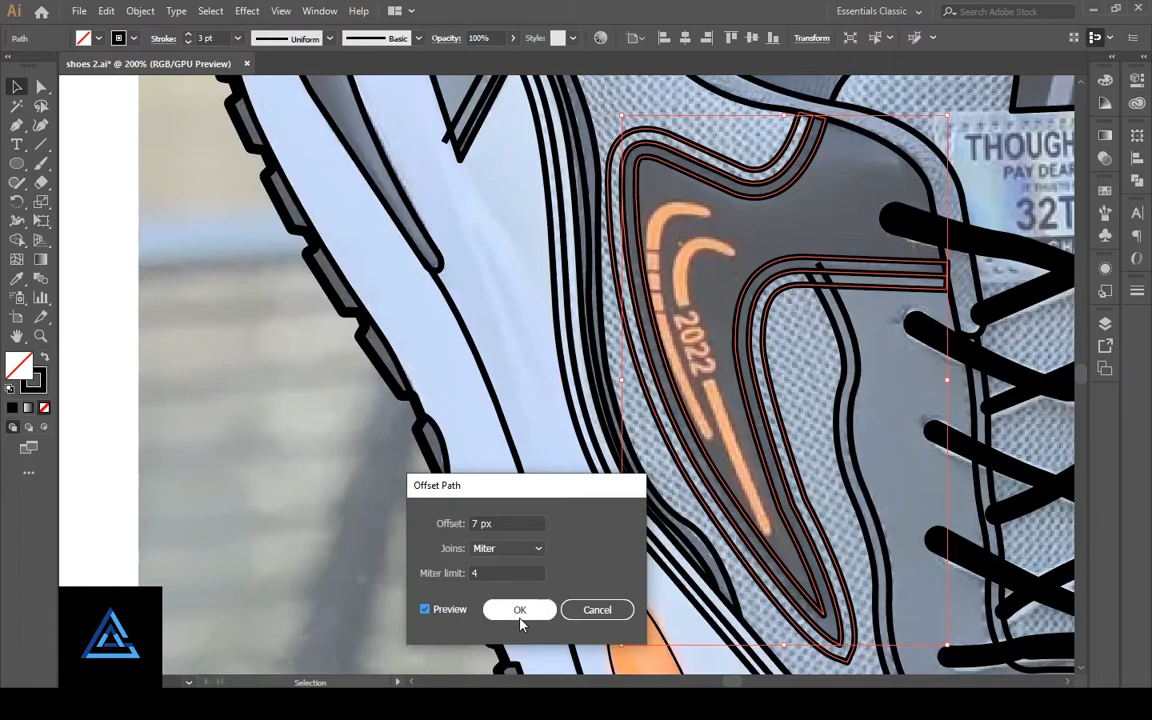 Ai File Edit Object Type Select Effect View Window Help Essentials Classic Search Adobe Stock
Path Stroke: 3 pt Uniform Basic Opacity: 100% Style: Transform
shoes 2.ai* @ 200% (RGB/GPU Preview)
THOUGH
PAY DEAR
32T
2022
Offset Path
Offset: 7 px
Joins: Miter
Miter limit: 4
Preview OK Cancel
Selection